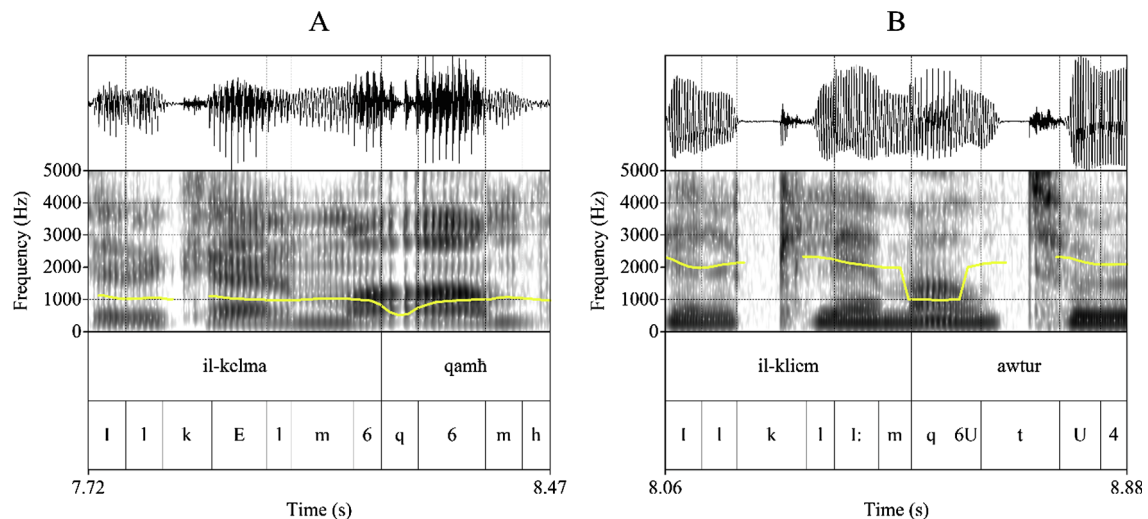 A
5000
4000
3000
2000
1000
0
Frequency (Hz)
il-kelma qamħ
I l k E l m 6 q 6 m h
7.72 8.47
Time (s)
B
5000
4000
3000
2000
1000
0
Frequency (Hz)
il-kliem awtur
I l k l I: m q 6U t U 4
8.06 8.88
Time (s)